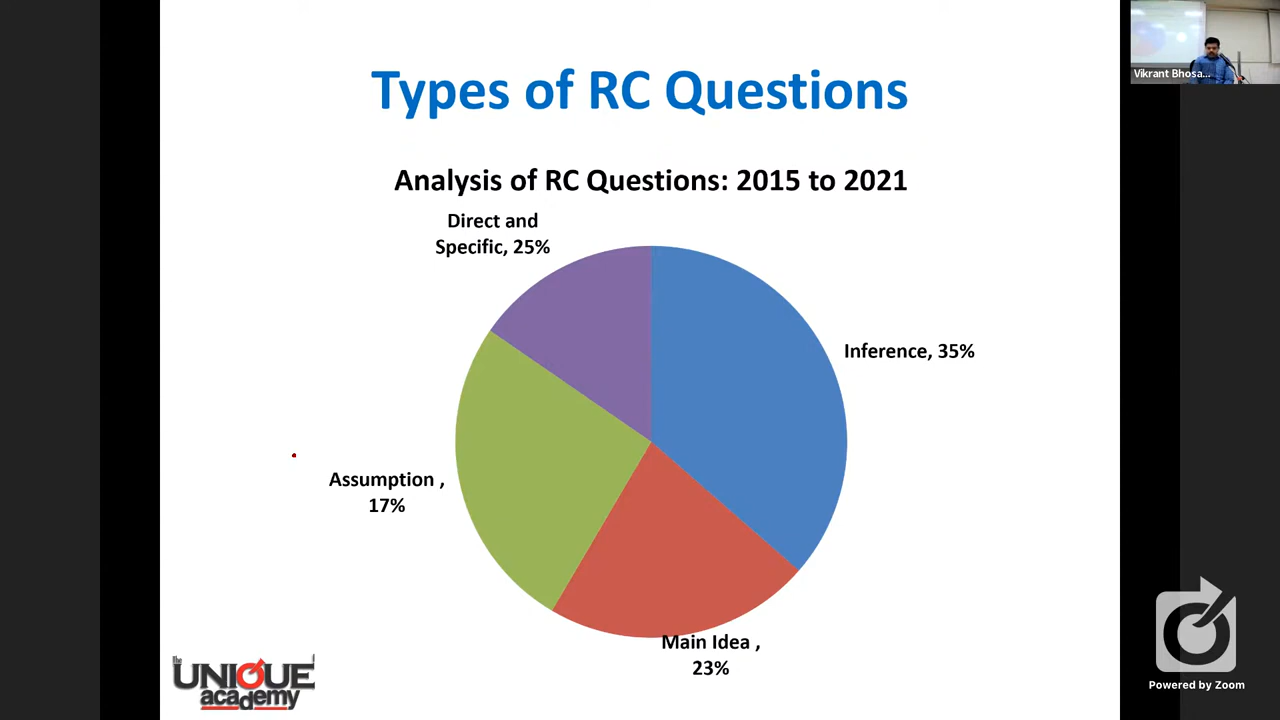 Types of RC Questions
Analysis of RC Questions: 2015 to 2021
Direct and
Specific, 25%
Inference, 35%
Assumption ,
17%
Main Idea ,
23%
The
UNIQUE
academy
Vikrant Bhosa...
Powered by Zoom